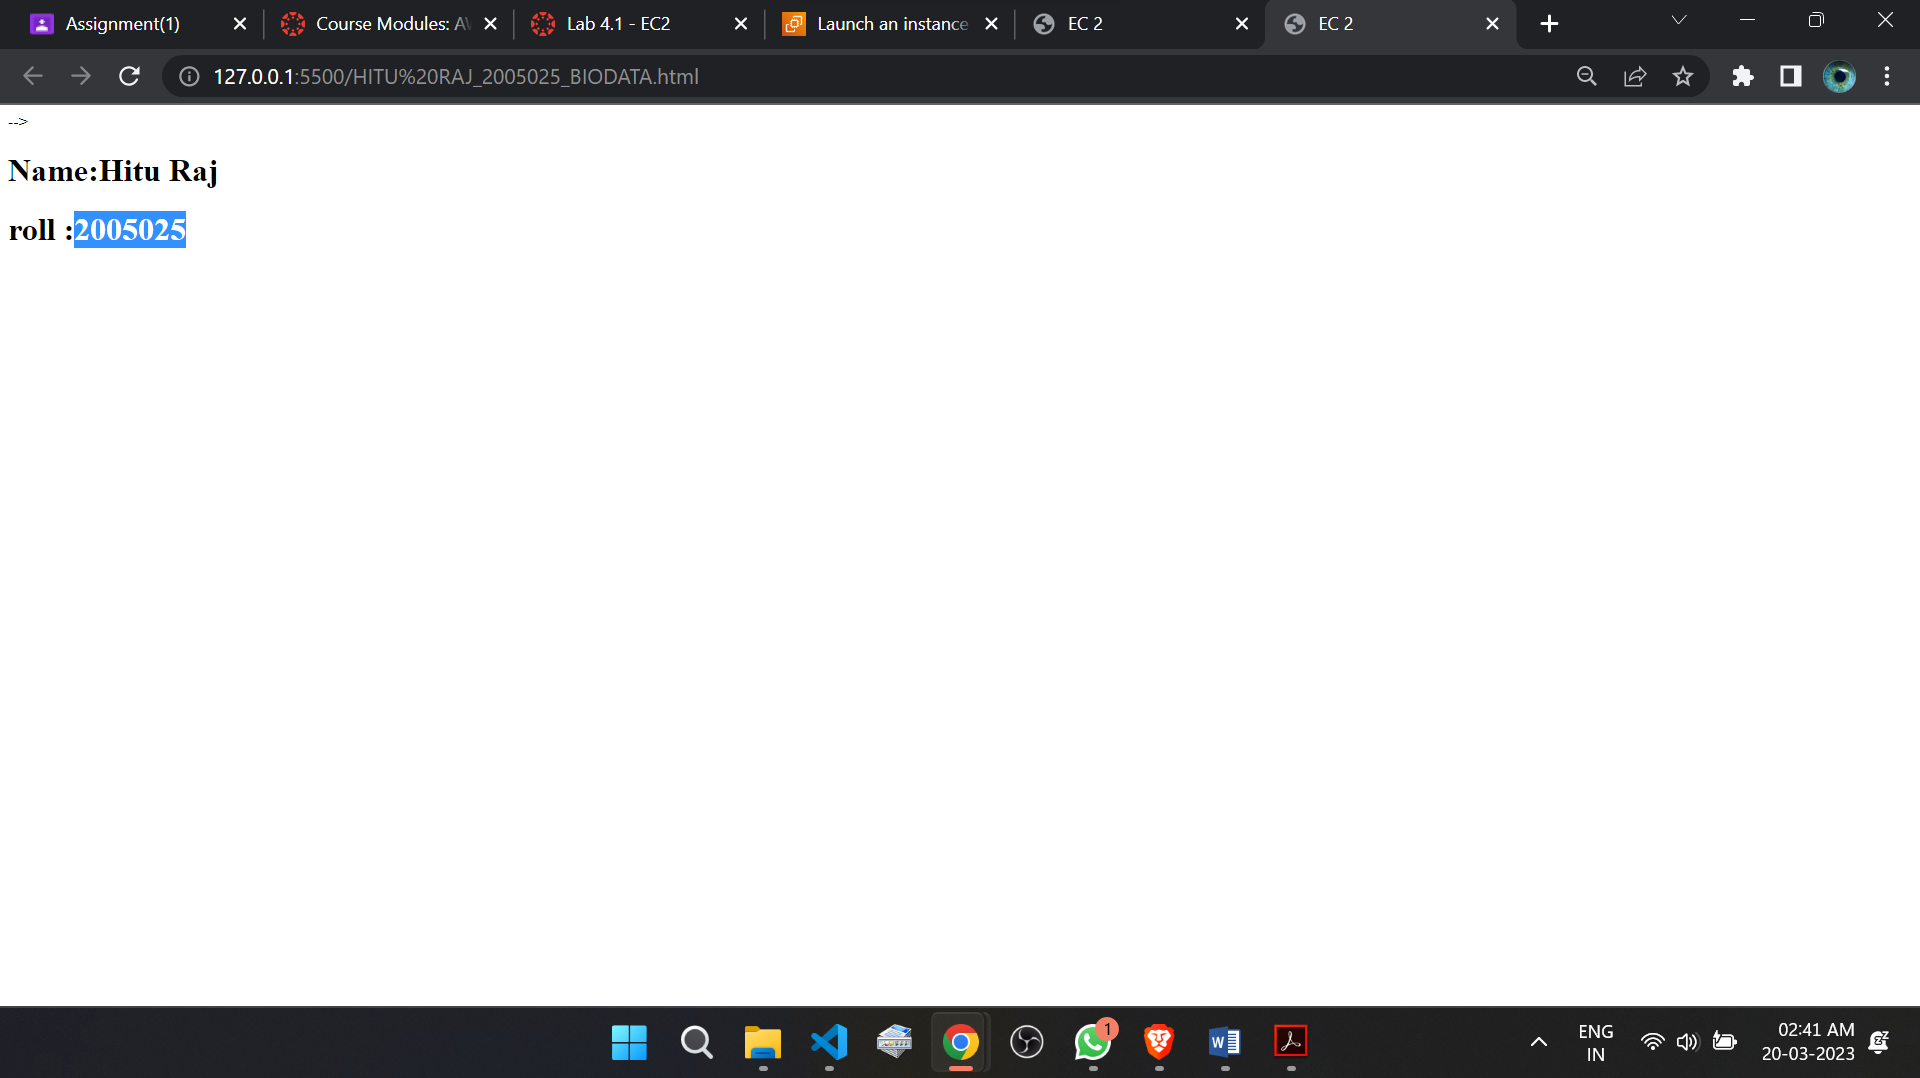 Assignment(1)
Course Modules: AW
Lab 4.1 - EC2
Launch an instance
EC 2
EC 2
127.0.0.1:5500/HITU%20RAJ_2005025_BIODATA.html
-->
Name:Hitu Raj
roll :2005025
1
W
ENG
IN
02:41 AM
20-03-2023